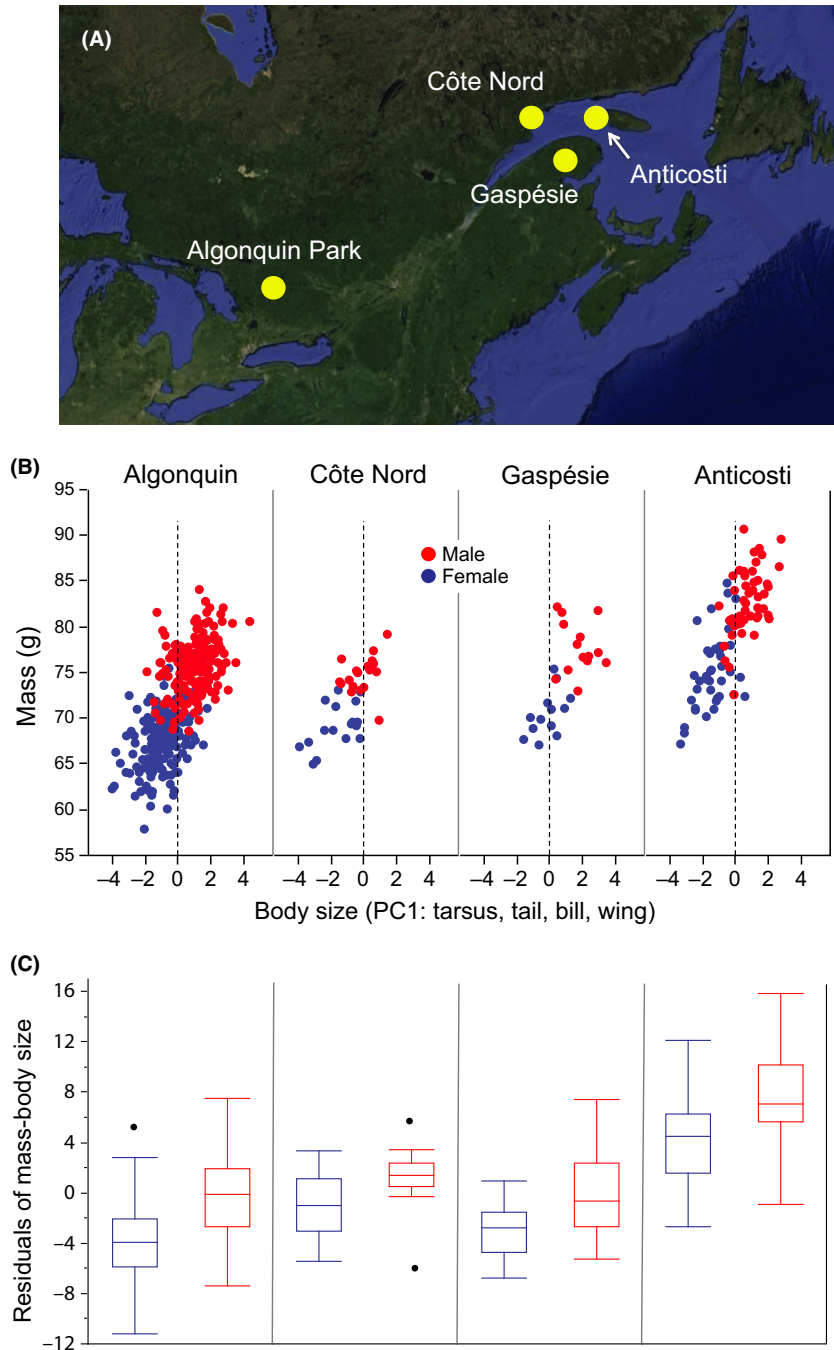 (A)
Côte Nord
Anticosti
Gaspésie
Algonquin Park
(B)
Algonquin Côte Nord Gaspésie Anticosti
95
90
85
80
75
70
65
60
55
Mass (g)
Male
Female
–4 –2 0 2 4 –4 –2 0 2 4 –4 –2 0 2 4 –4 –2 0 2 4
Body size (PC1: tarsus, tail, bill, wing)
(C)
16
12
8
4
0
–4
–8
–12
Residuals of mass-body size